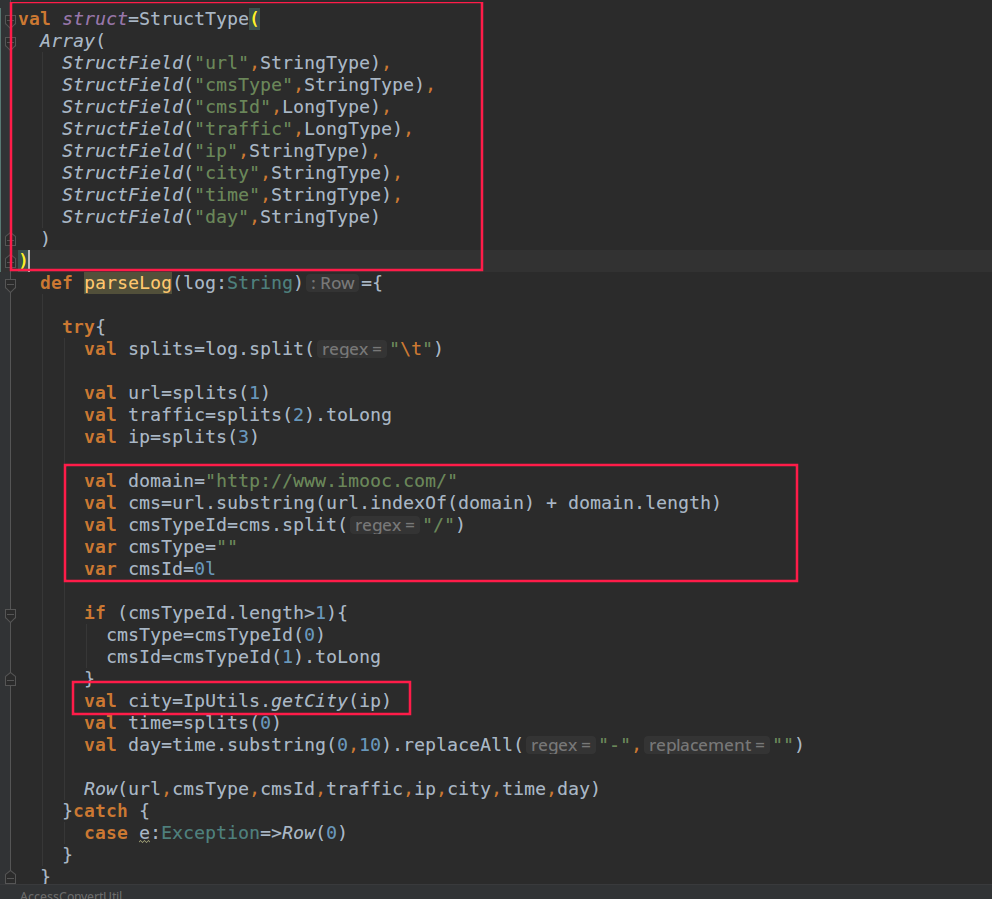 val struct=StructType(
Array(
StructField("url",StringType),
StructField("cmsType",StringType),
StructField("cmsId",LongType),
StructField("traffic",LongType),
StructField("ip",StringType),
StructField("city",StringType),
StructField("time",StringType),
StructField("day",StringType)
)
)
def parseLog(log:String) : Row ={
try{
val splits=log.split( regex = "\t")
val url=splits(1)
val traffic=splits(2).toLong
val ip=splits(3)
val domain="http://www.imooc.com/"
val cms=url.substring(url.indexOf(domain) + domain.length)
val cmsTypeId=cms.split( regex = "/")
var cmsType=""
var cmsId=0l
if (cmsTypeId.length>1){
cmsType=cmsTypeId(0)
cmsId=cmsTypeId(1).toLong
}
val city=IpUtils.getCity(ip)
val time=splits(0)
val day=time.substring(0,10).replaceAll( regex = "-", replacement = "")
Row(url,cmsType,cmsId,traffic,ip,city,time,day)
}catch {
case e:Exception=>Row(0)
}
}
AccessConvertUtil